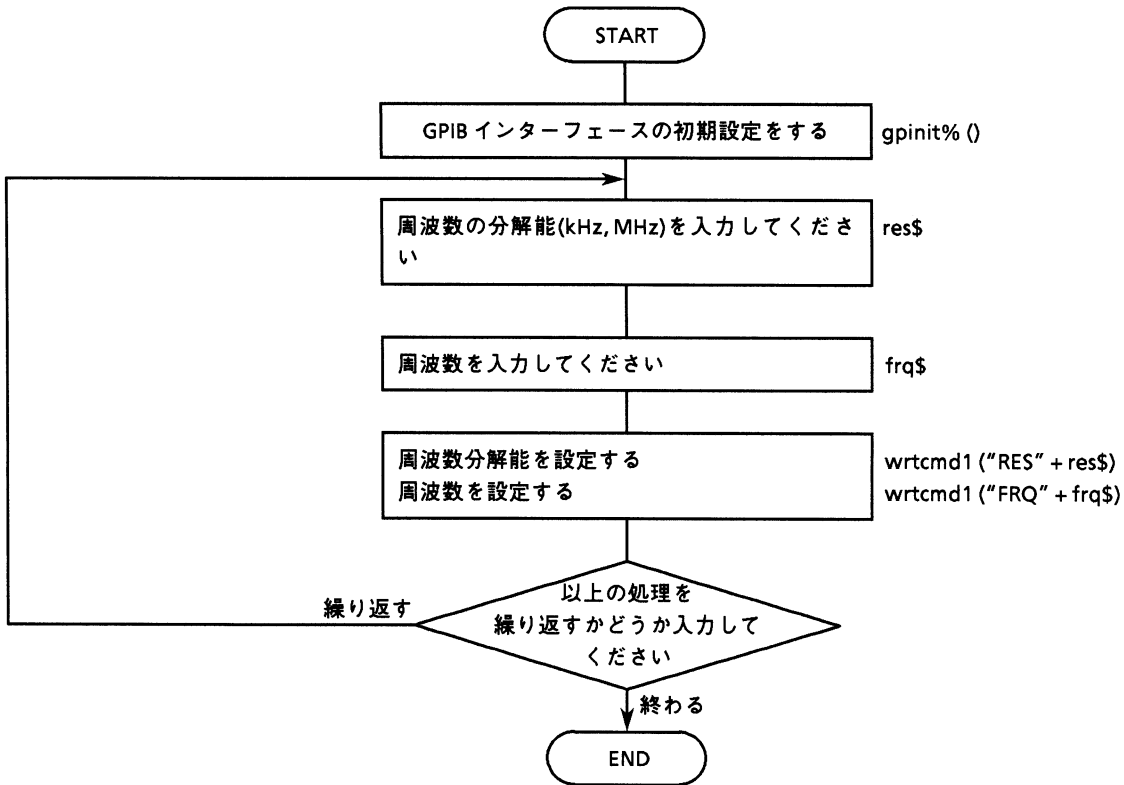 START
GPIB インターフェースの初期設定をする
gpinit% ()
周波数の分解能(kHz, MHz)を入力してくださ
い
res$
周波数を入力してください
frq$
周波数分解能を設定する
周波数を設定する
wrtcmd1 (“RES” + res$)
wrtcmd1 (“FRQ” + frq$)
以上の処理を
繰り返すかどうか入力して
ください
繰り返す
終わる
END